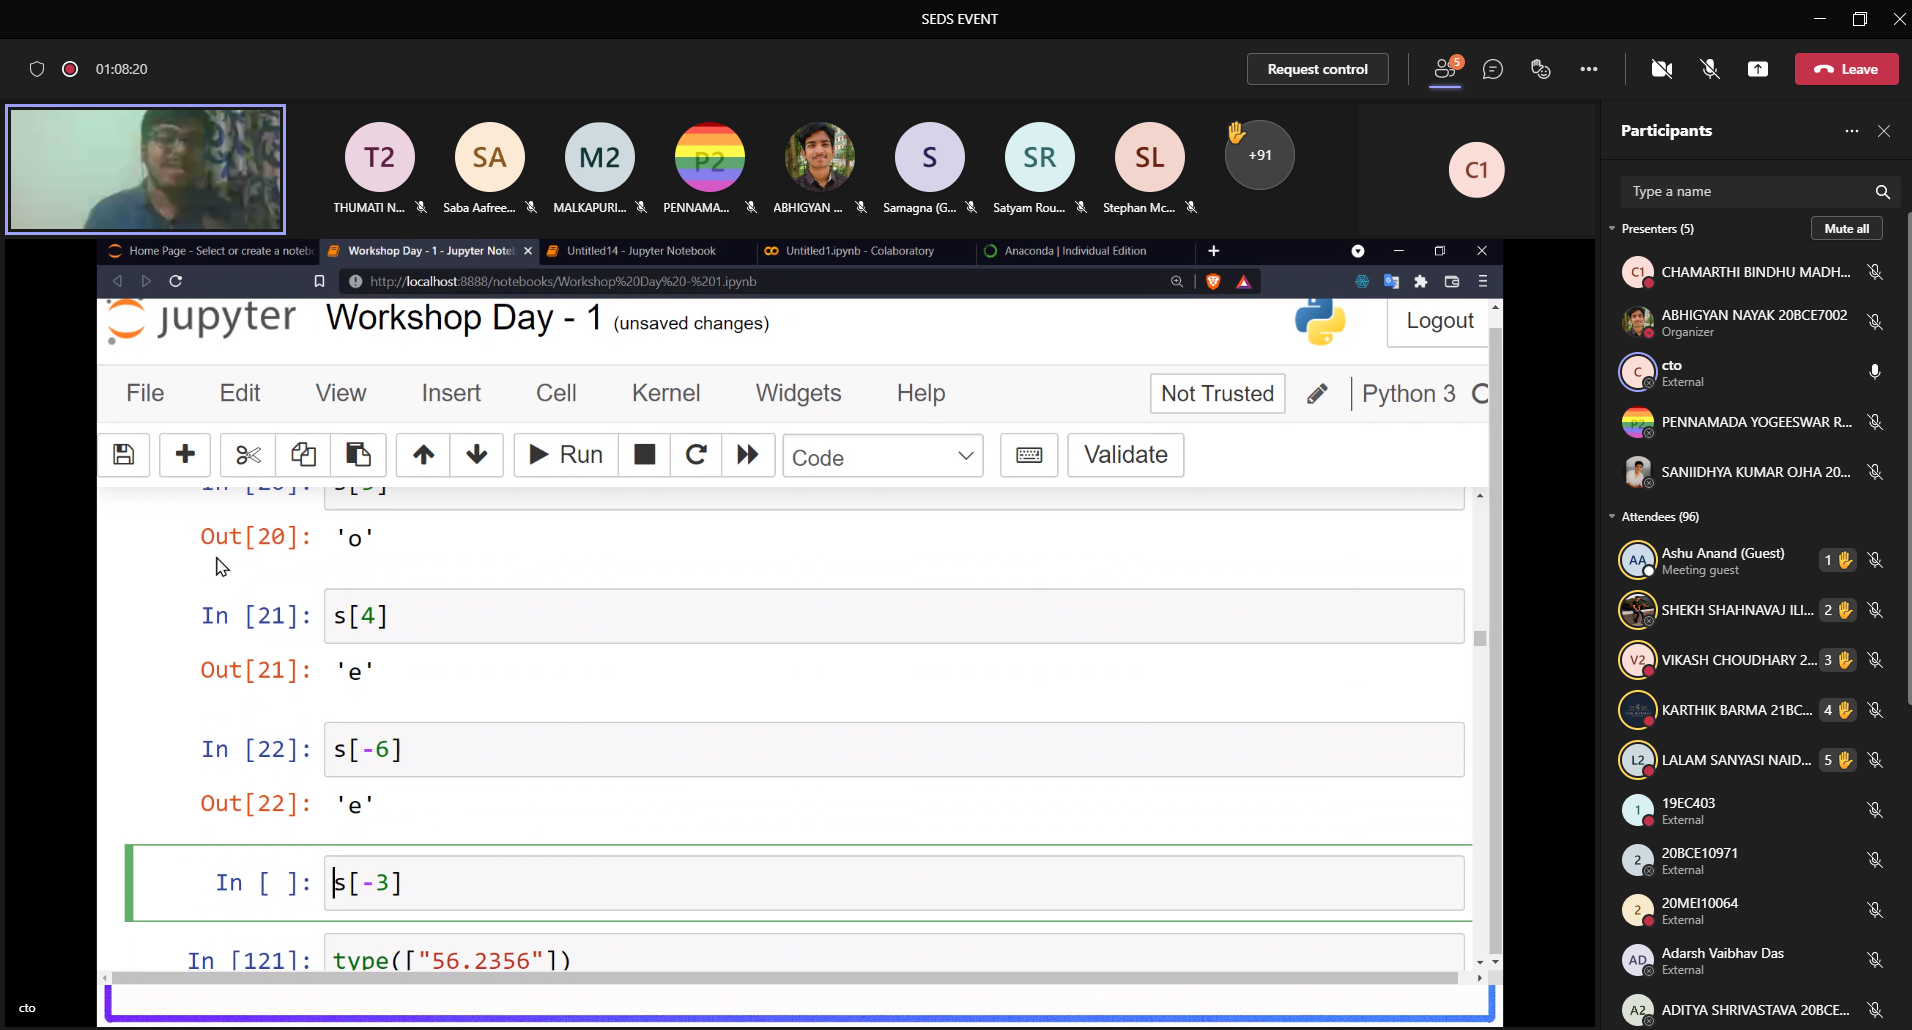 SEDS EVENT
01:08:20
Request control
5
Leave
T2
SA
M2
P2
S
SR
SL
+91
C1
THUMATI N...
Saba Aafree...
MALKAPURI...
PENNAMA...
ABHIGYAN ...
Samagna (G...
Satyam Rou...
Stephan Mc...
Home Page - Select or create a noteb
Workshop Day - 1 - Jupyter Note
Untitled14 - Jupyter Notebook
Untitled1.ipynb - Colaboratory
Anaconda | Individual Edition
http://localhost:8888/notebooks/Workshop%20Day%20-%201.ipynb
jupyter Workshop Day - 1 (unsaved changes)
Logout
File Edit View Insert Cell Kernel Widgets Help
Not Trusted
Python 3
Run
Code
Validate
Out[20]: 'o'
In [21]: s[4]
Out[21]: 'e'
In [22]: s[-6]
Out[22]: 'e'
In [ ]: s[-3]
In [121]: type(["56.2356"])
cto
Participants
Type a name
Presenters (5)
Mute all
C1 CHAMARTHI BINDHU MADH...
ABHIGYAN NAYAK 20BCE7002
Organizer
C cto
External
P2 PENNAMADA YOGEESWAR R...
SANIIDHYA KUMAR OJHA 20...
Attendees (96)
AA Ashu Anand (Guest) 1
Meeting guest
SHEKH SHAHNAVAJ ILI... 2
V2 VIKASH CHOUDHARY 2... 3
KARTHIK BARMA 21BC... 4
L2 LALAM SANYASI NAID... 5
1 19EC403
External
2 20BCE10971
External
2 20MEI10064
External
AD Adarsh Vaibhav Das
External
A2 ADITYA SHRIVASTAVA 20BCE...